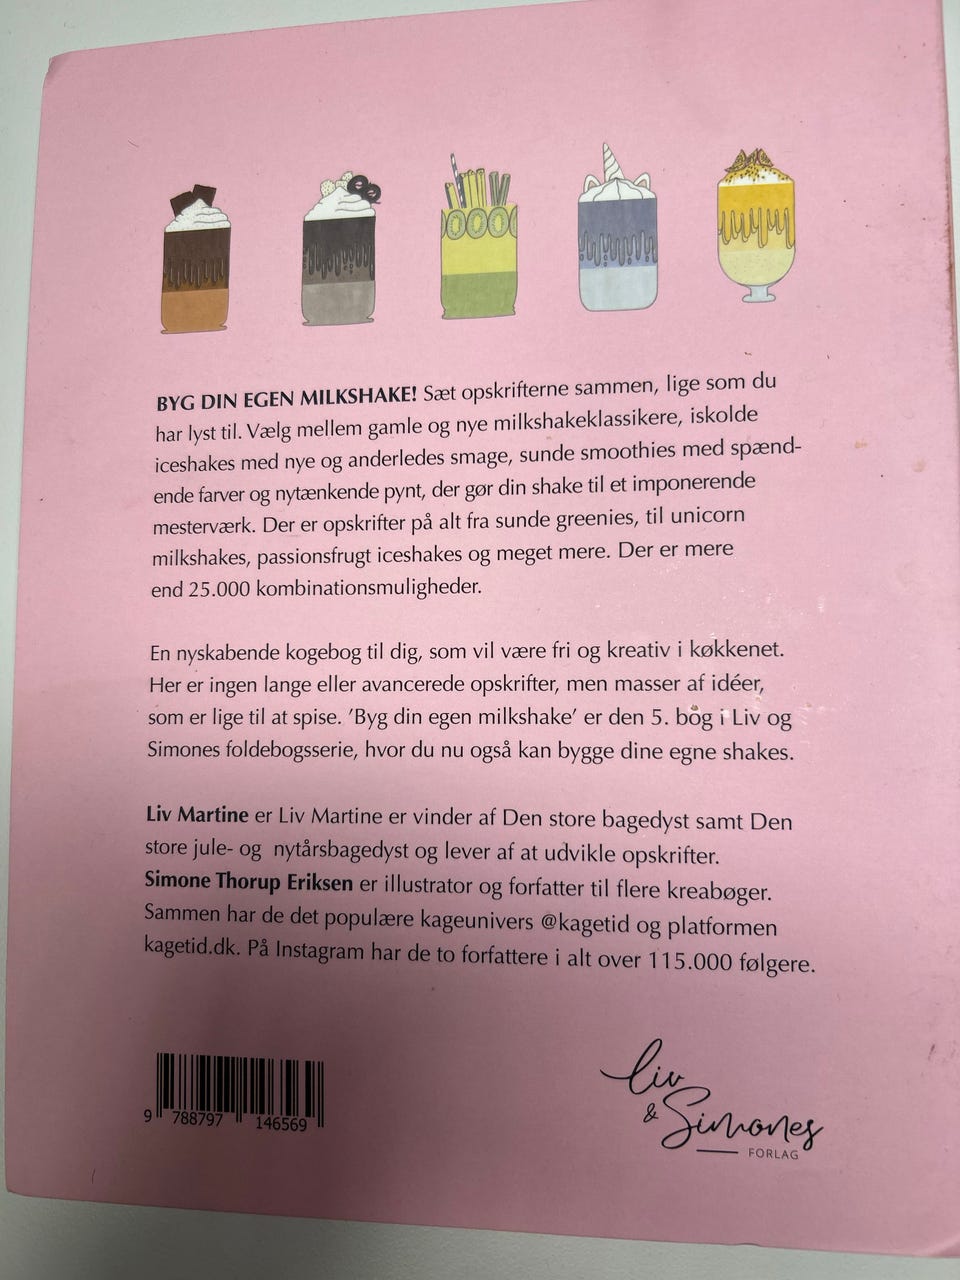 BYG DIN EGEN MILKSHAKE! Sæt opskrifterne sammen, lige som du
har lyst til. Vælg mellem gamle og nye milkshakeklassikere, iskolde
iceshakes med nye og anderledes smage, sunde smoothies med spænd-
ende farver og nytænkende pynt, der gør din shake til et imponerende
mesterværk. Der er opskrifter på alt fra sunde greenies, til unicorn
milkshakes, passionsfrugt iceshakes og meget mere. Der er mere
end 25.000 kombinationsmuligheder.
En nyskabende kogebog til dig, som vil være fri og kreativ i køkkenet.
Her er ingen lange eller avancerede opskrifter, men masser af idéer,
som er lige til at spise. 'Byg din egen milkshake' er den 5. bog i Liv og
Simones foldebogsserie, hvor du nu også kan bygge dine egne shakes.
Liv Martine er Liv Martine er vinder af Den store bagedyst samt Den
store jule- og nytårsbagedyst og lever af at udvikle opskrifter.
Simone Thorup Eriksen er illustrator og forfatter til flere kreabøger.
Sammen har de det populære kageunivers @kagetid og platformen
kagetid.dk. På Instagram har de to forfattere i alt over 115.000 følgere.
9 788797 146569
liv
& Simones
FORLAG